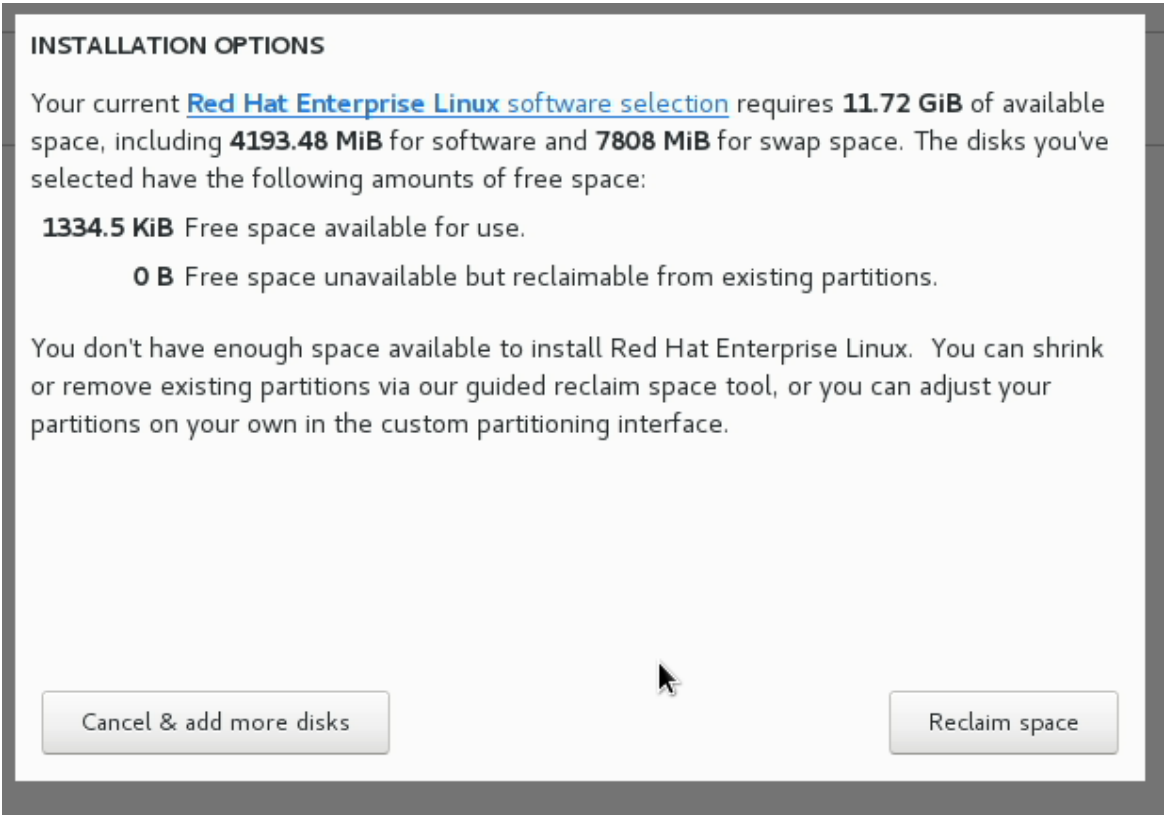 INSTALLATION OPTIONS
Your current Red Hat Enterprise Linux software selection requires 11.72 GiB of available
space, including 4193.48 MiB for software and 7808 MiB for swap space. The disks you've
selected have the following amounts of free space:
1334.5 KiB Free space available for use.
0 B Free space unavailable but reclaimable from existing partitions.
You don't have enough space available to install Red Hat Enterprise Linux. You can shrink
or remove existing partitions via our guided reclaim space tool, or you can adjust your
partitions on your own in the custom partitioning interface.
Cancel & add more disks
Reclaim space